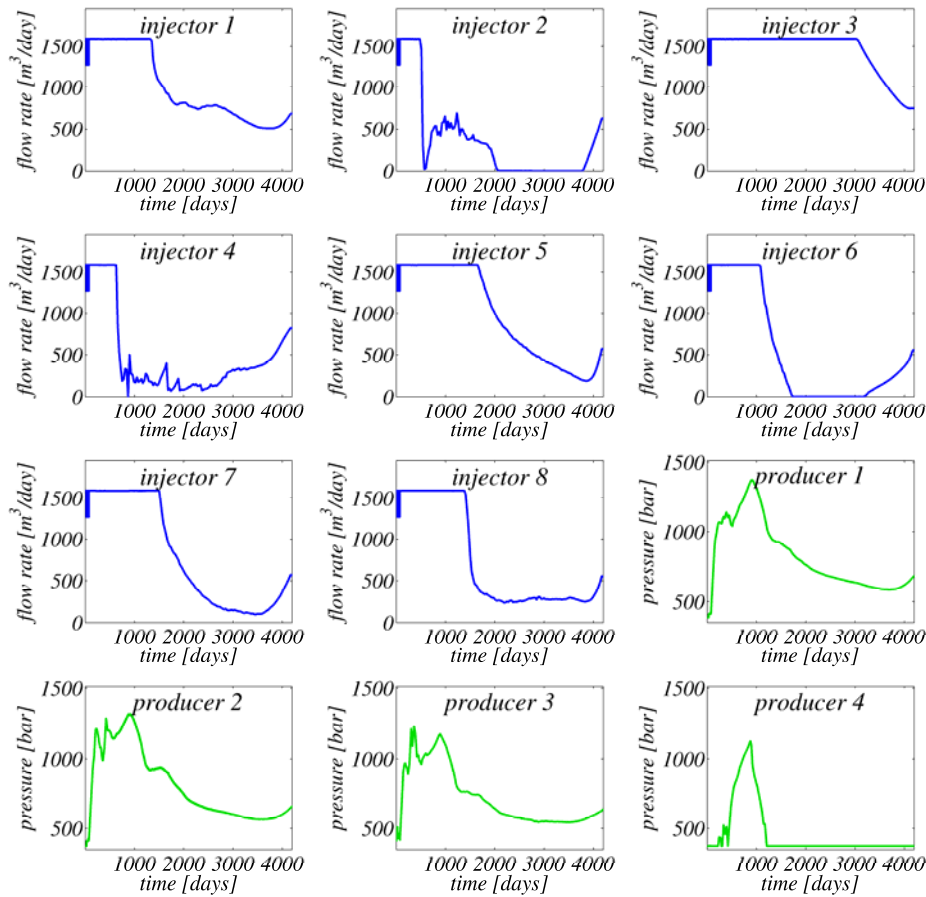 injector 1
flow rate [m³/day]
1500
1000
500
0
1000 2000 3000 4000
time [days]
injector 2
flow rate [m³/day]
1500
1000
500
0
1000 2000 3000 4000
time [days]
injector 3
flow rate [m³/day]
1500
1000
500
0
1000 2000 3000 4000
time [days]
injector 4
flow rate [m³/day]
1500
1000
500
0
1000 2000 3000 4000
time [days]
injector 5
flow rate [m³/day]
1500
1000
500
0
1000 2000 3000 4000
time [days]
injector 6
flow rate [m³/day]
1500
1000
500
0
1000 2000 3000 4000
time [days]
injector 7
flow rate [m³/day]
1500
1000
500
0
1000 2000 3000 4000
time [days]
injector 8
flow rate [m³/day]
1500
1000
500
0
1000 2000 3000 4000
time [days]
producer 1
pressure [bar]
1500
1000
500
1000 2000 3000 4000
time [days]
producer 2
pressure [bar]
1500
1000
500
1000 2000 3000 4000
time [days]
producer 3
pressure [bar]
1500
1000
500
1000 2000 3000 4000
time [days]
producer 4
pressure [bar]
1500
1000
500
1000 2000 3000 4000
time [days]